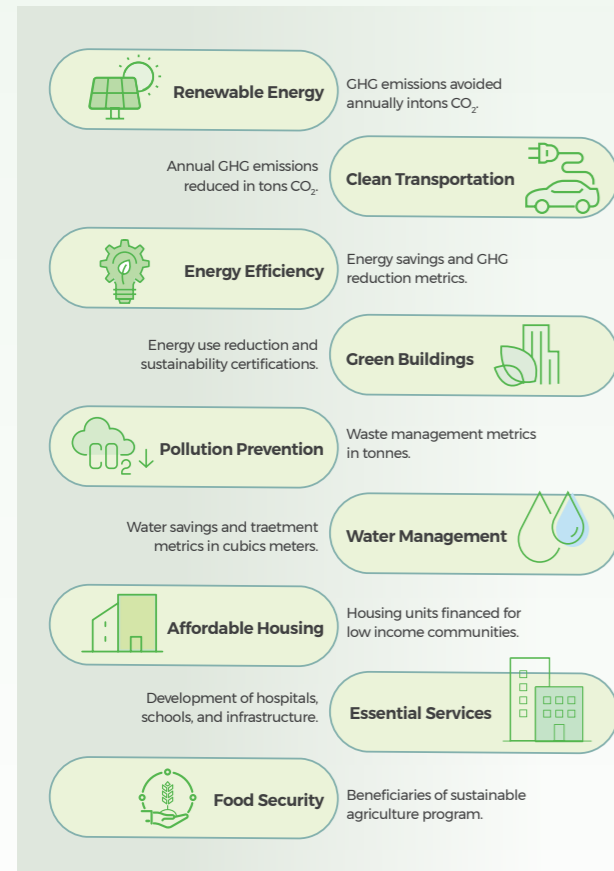 Renewable Energy
GHG emissions avoided
annually intons CO₂.
Annual GHG emissions
reduced in tons CO₂.
Clean Transportation
Energy Efficiency
Energy savings and GHG
reduction metrics.
Energy use reduction and
sustainability certifications.
Green Buildings
CO₂
Pollution Prevention
Waste management metrics
in tonnes.
Water savings and traetment
metrics in cubics meters.
Water Management
Affordable Housing
Housing units financed for
low income communities.
Development of hospitals,
schools, and infrastructure.
Essential Services
Food Security
Beneficiaries of sustainable
agriculture program.